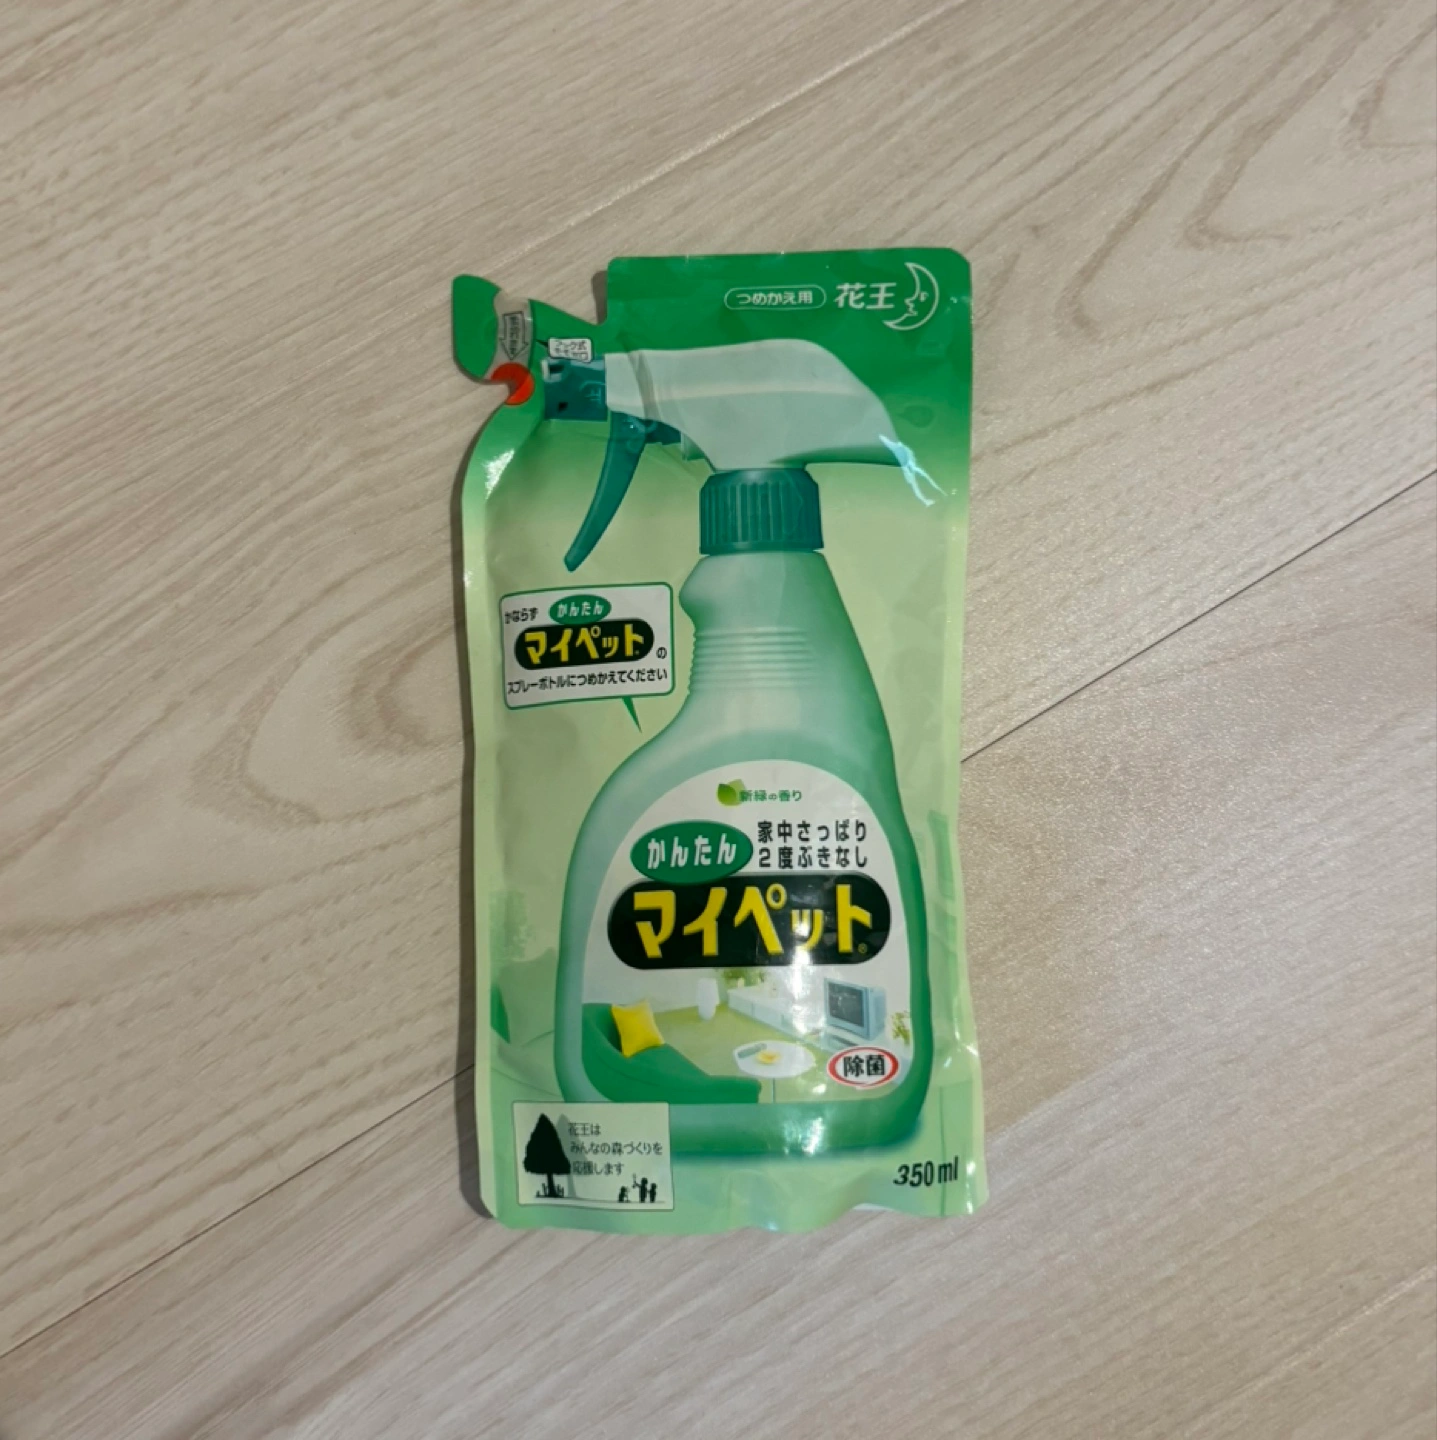 つめかえ用 花王
かならず かんたん
マイペット の
スプレーボトルにつめかえてください
新緑の香り
かんたん
家中さっぱり
2度ぶきなし
マイペット®
除菌
花王は
みんなの森づくりを
応援します
350ml